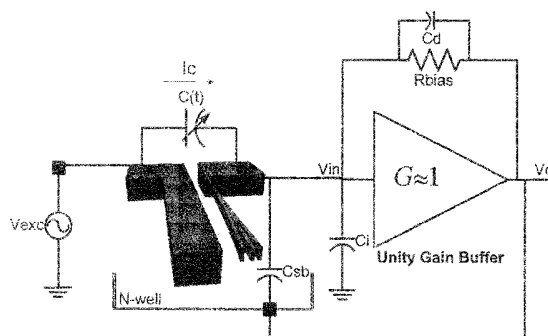 Cd
Rbias
Ic
C(t)
Vin
G≈1
Vexc
Ci
Unity Gain Buffer
Csb
N-well